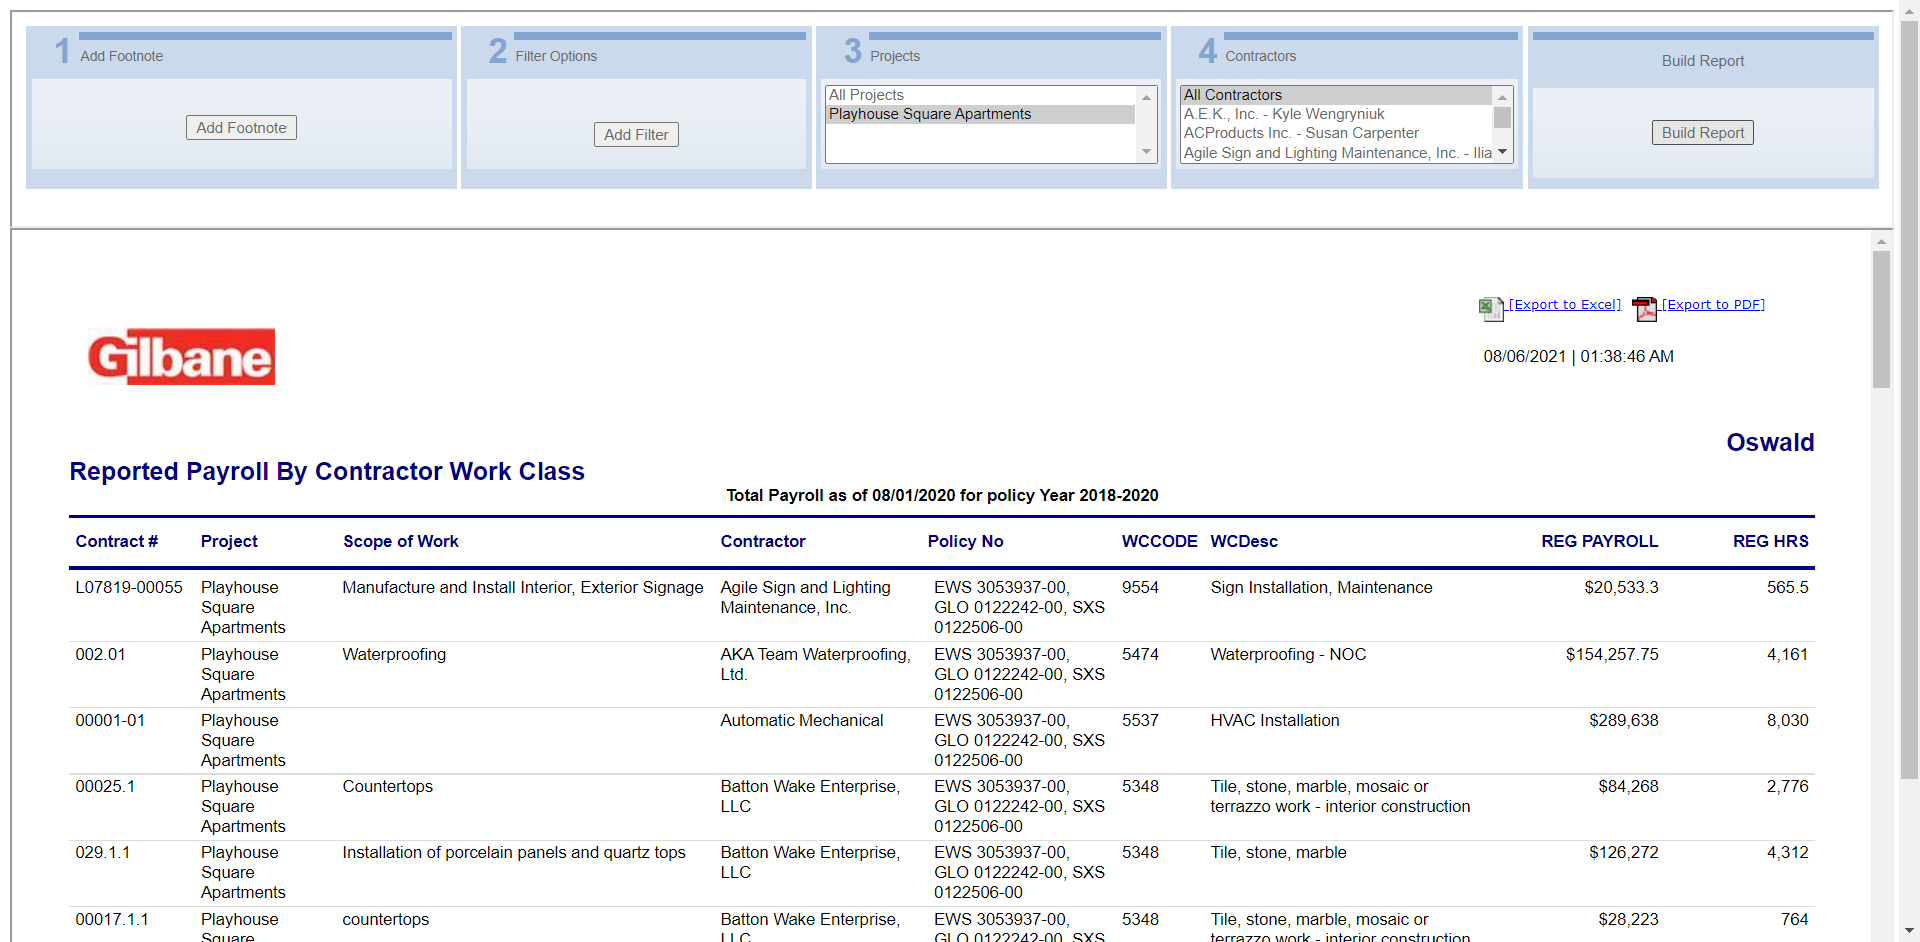 1 Add Footnote
Add Footnote
2 Filter Options
Add Filter
3 Projects
All Projects
Playhouse Square Apartments
4 Contractors
All Contractors
A.E.K., Inc. - Kyle Wengryniuk
ACProducts Inc. - Susan Carpenter
Agile Sign and Lighting Maintenance, Inc. - Ilia
Build Report
Build Report
[Export to Excel] [Export to PDF]
Gilbane
08/06/2021 | 01:38:46 AM
Oswald
Reported Payroll By Contractor Work Class
Total Payroll as of 08/01/2020 for policy Year 2018-2020
Contract # Project Scope of Work Contractor Policy No WCCODE WCDesc REG PAYROLL REG HRS
L07819-00055 Playhouse Manufacture and Install Interior, Exterior Signage Agile Sign and Lighting EWS 3053937-00, 9554 Sign Installation, Maintenance $20,533.3 565.5
Square Maintenance, Inc. GLO 0122242-00, SXS
Apartments 0122506-00
002.01 Playhouse Waterproofing AKA Team Waterproofing, EWS 3053937-00, 5474 Waterproofing - NOC $154,257.75 4,161
Square Ltd. GLO 0122242-00, SXS
Apartments 0122506-00
00001-01 Playhouse Automatic Mechanical EWS 3053937-00, 5537 HVAC Installation $289,638 8,030
Square GLO 0122242-00, SXS
Apartments 0122506-00
00025.1 Playhouse Countertops Batton Wake Enterprise, EWS 3053937-00, 5348 Tile, stone, marble, mosaic or $84,268 2,776
Square LLC GLO 0122242-00, SXS terrazzo work - interior construction
Apartments 0122506-00
029.1.1 Playhouse Installation of porcelain panels and quartz tops Batton Wake Enterprise, EWS 3053937-00, 5348 Tile, stone, marble $126,272 4,312
Square LLC GLO 0122242-00, SXS
Apartments 0122506-00
00017.1.1 Playhouse countertops Batton Wake Enterprise, EWS 3053937-00, 5348 Tile, stone, marble, mosaic or $28,223 764
Square LLC GLO 0122242-00, SXS terrazzo work - interior construction